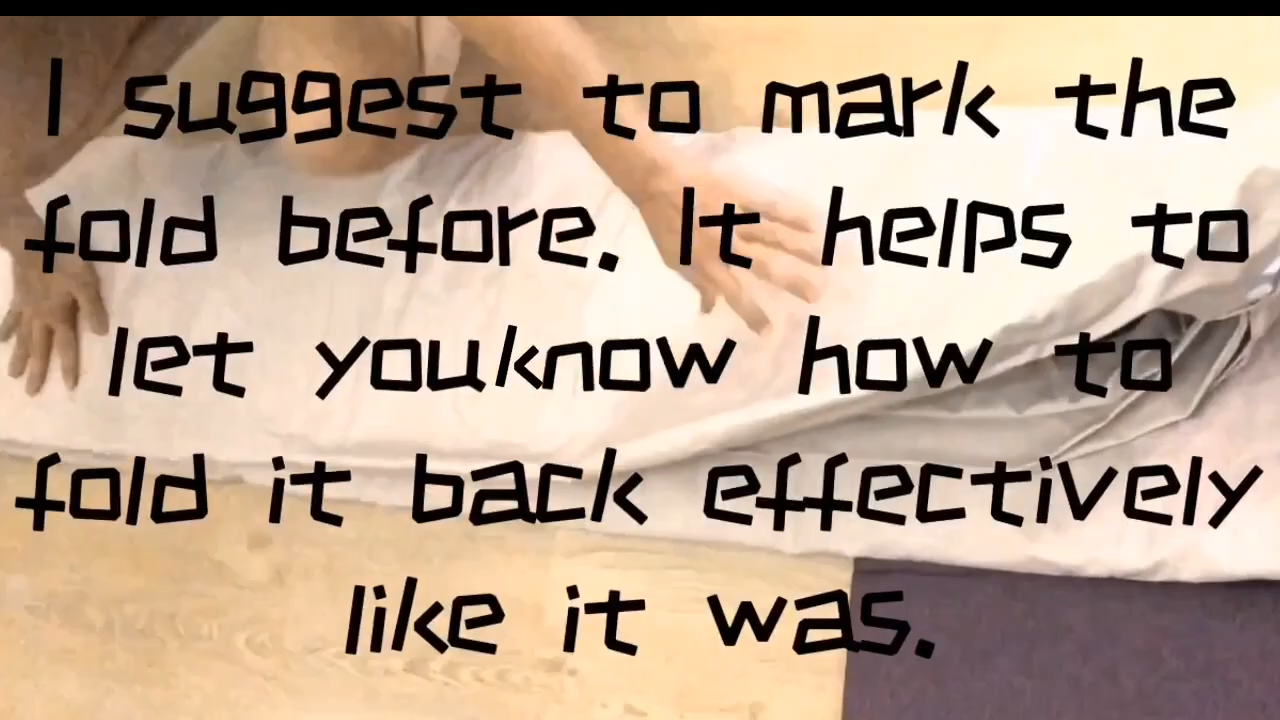 I suggest to mark the
fold before. It helps to
let youknow how to
fold it back effectively
like it was.